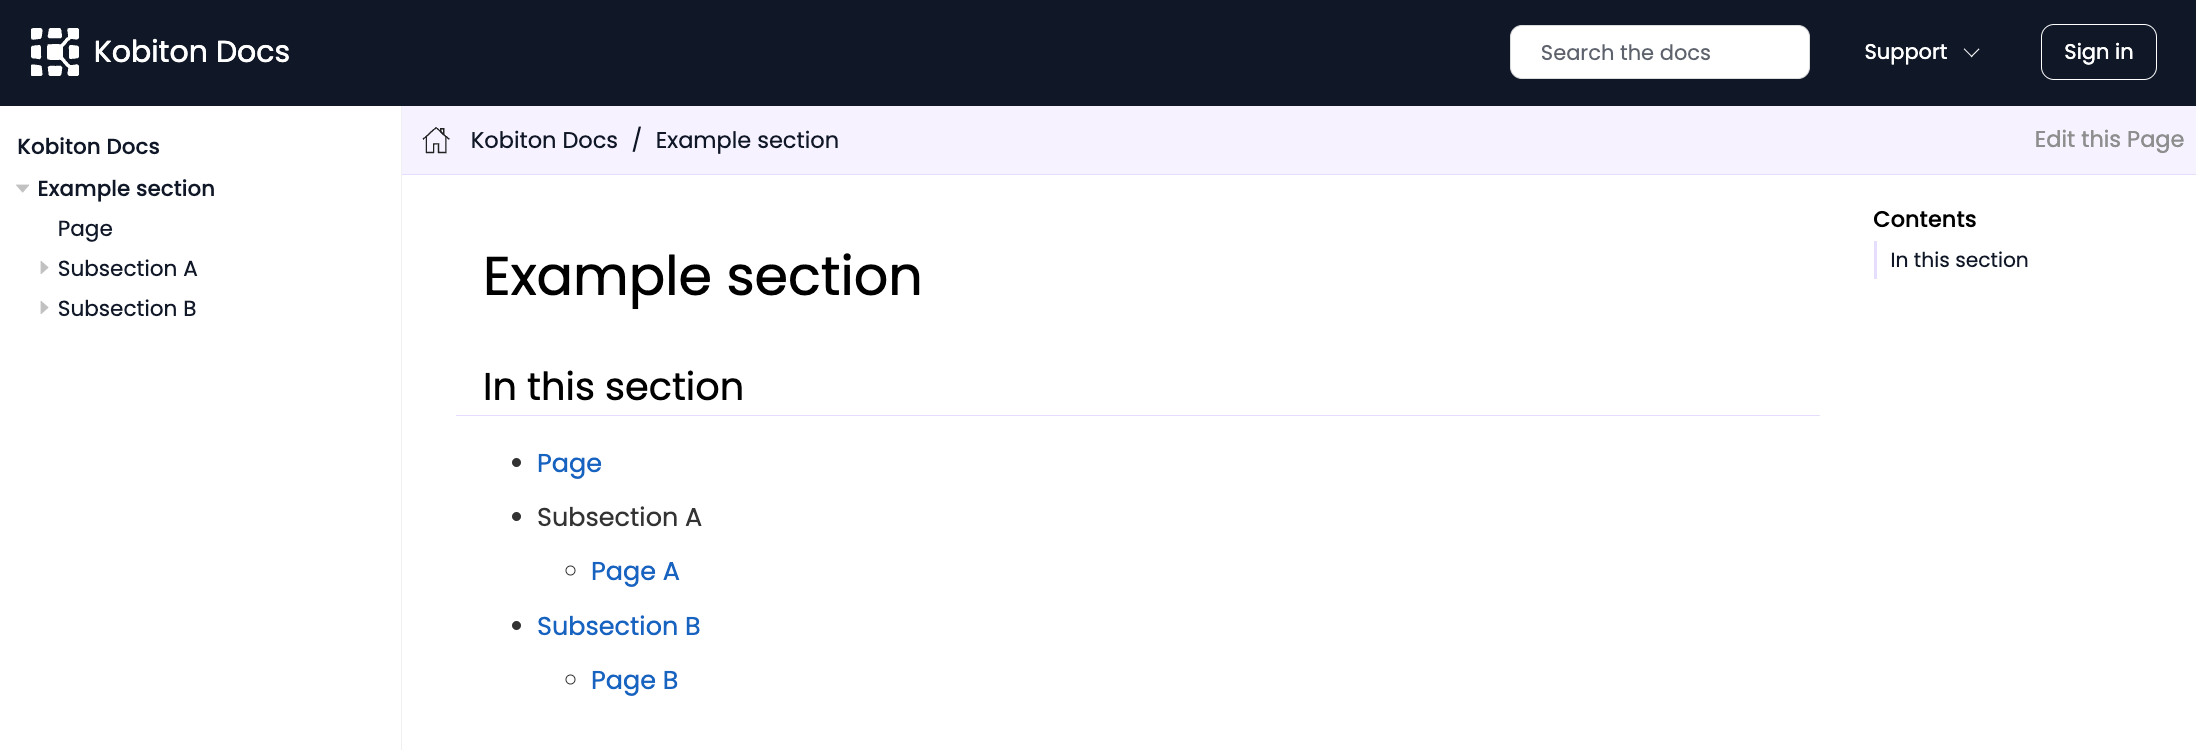 Kobiton Docs
Search the docs
Support
Sign in
Kobiton Docs
Example section
Page
Subsection A
Subsection B
Kobiton Docs / Example section
Edit this Page
Example section
In this section
Page
Subsection A
Page A
Subsection B
Page B
Contents
In this section